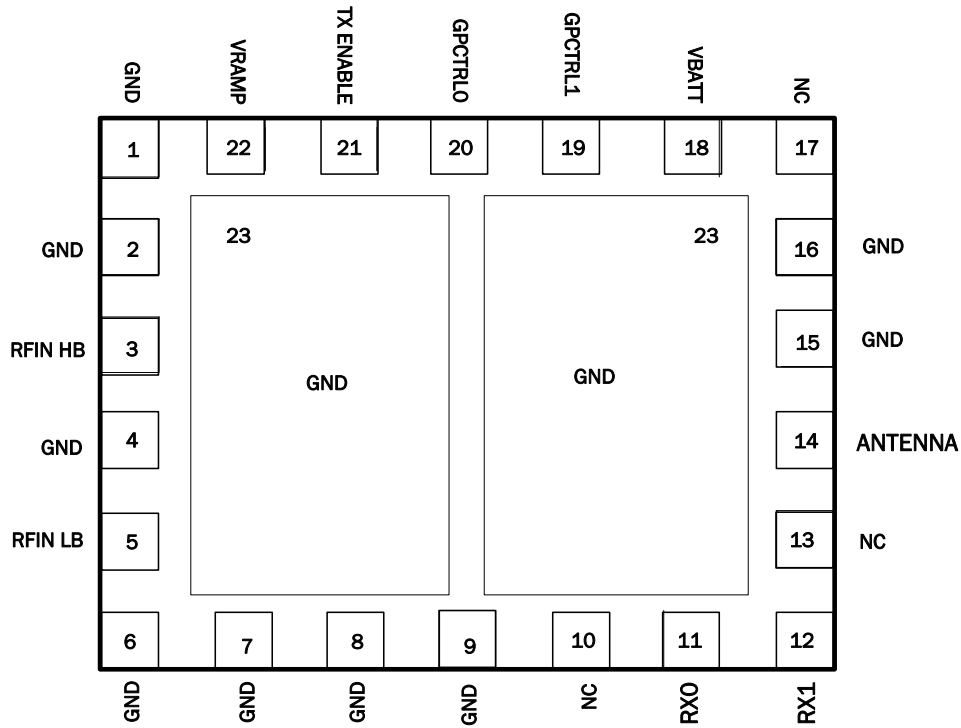 GND
VRAMP
TX ENABLE
GPCTRL0
GPCTRL1
VBATT
NC
1
22
21
20
19
18
17
GND
2
23
23
16
GND
RFIN HB
3
15
GND
GND
GND
GND
4
14
ANTENNA
RFIN LB
5
13
NC
6
7
8
9
10
11
12
GND
GND
GND
GND
NC
RX0
RX1